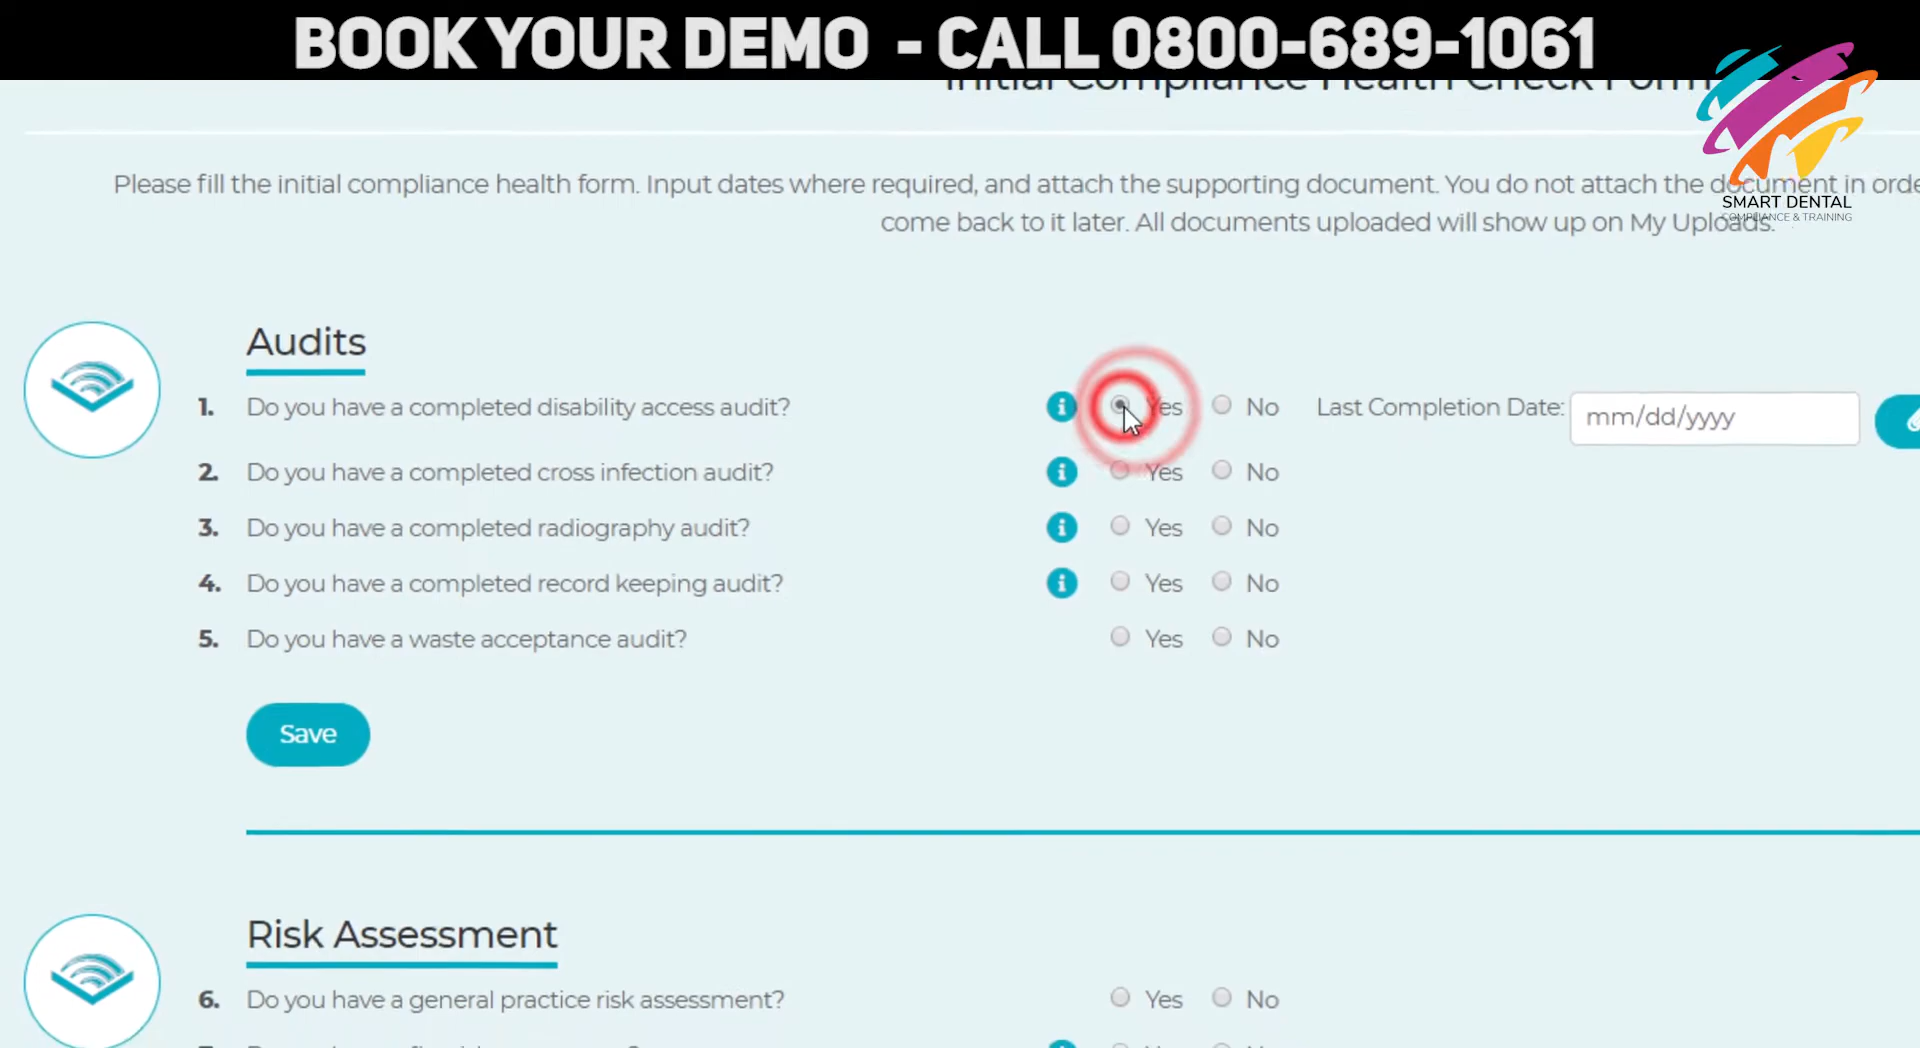 BOOK YOUR DEMO - CALL 0800-689-1061
Initial Compliance Health Check Form
SMART DENTAL
COMPLIANCE & TRAINING
Please fill the initial compliance health form. Input dates where required, and attach the supporting document. You do not attach the document in orde
come back to it later. All documents uploaded will show up on My Uploads.
Audits
1. Do you have a completed disability access audit? i Yes No Last Completion Date: mm/dd/yyyy
2. Do you have a completed cross infection audit? i Yes No
3. Do you have a completed radiography audit? i Yes No
4. Do you have a completed record keeping audit? i Yes No
5. Do you have a waste acceptance audit? Yes No
Save
Risk Assessment
6. Do you have a general practice risk assessment? Yes No